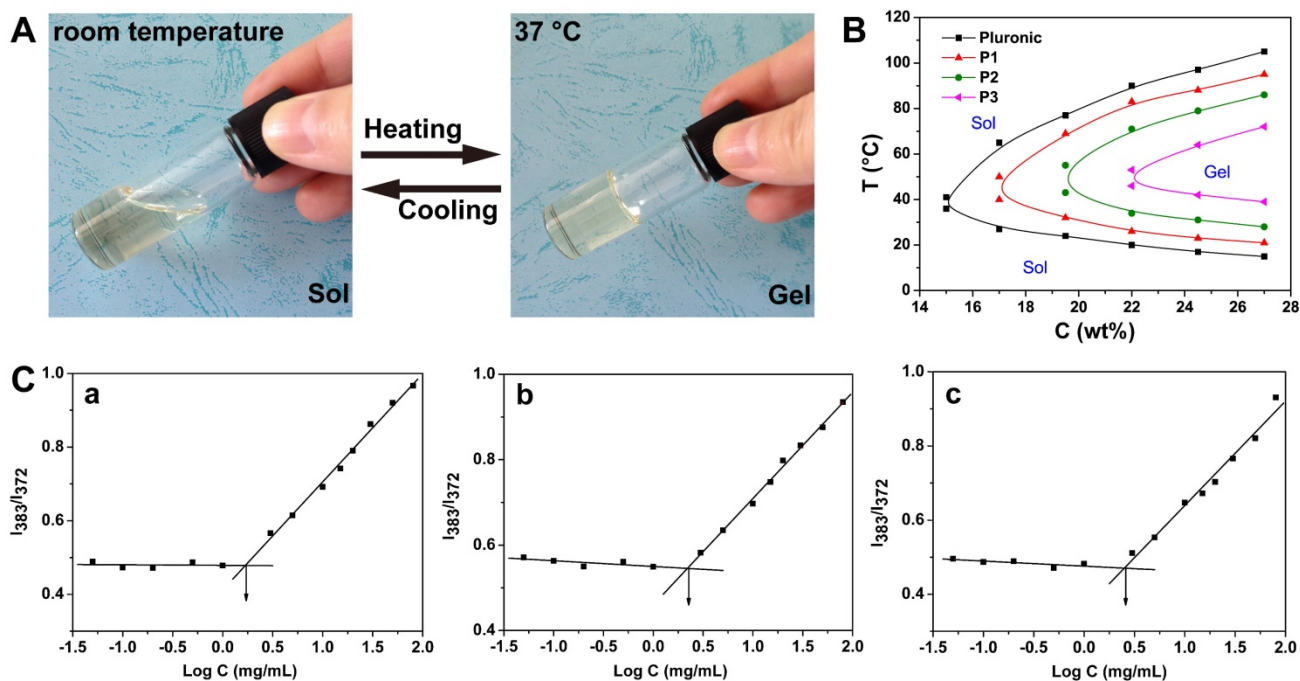 A
room temperature
Sol
Heating
Cooling
37 °C
Gel
B
Pluronic
P1
P2
P3
Sol
Gel
Sol
T (°C)
120
100
80
60
40
20
0
14 16 18 20 22 24 26 28
C (wt%)
C
a
I383/I372
1.0
0.8
0.6
0.4
-1.5 -1.0 -0.5 0.0 0.5 1.0 1.5 2.0
Log C (mg/mL)
b
I383/I372
1.0
0.8
0.6
0.4
-1.5 -1.0 -0.5 0.0 0.5 1.0 1.5 2.0
Log C (mg/mL)
c
I383/I372
1.0
0.8
0.6
0.4
-1.5 -1.0 -0.5 0.0 0.5 1.0 1.5 2.0
Log C (mg/mL)